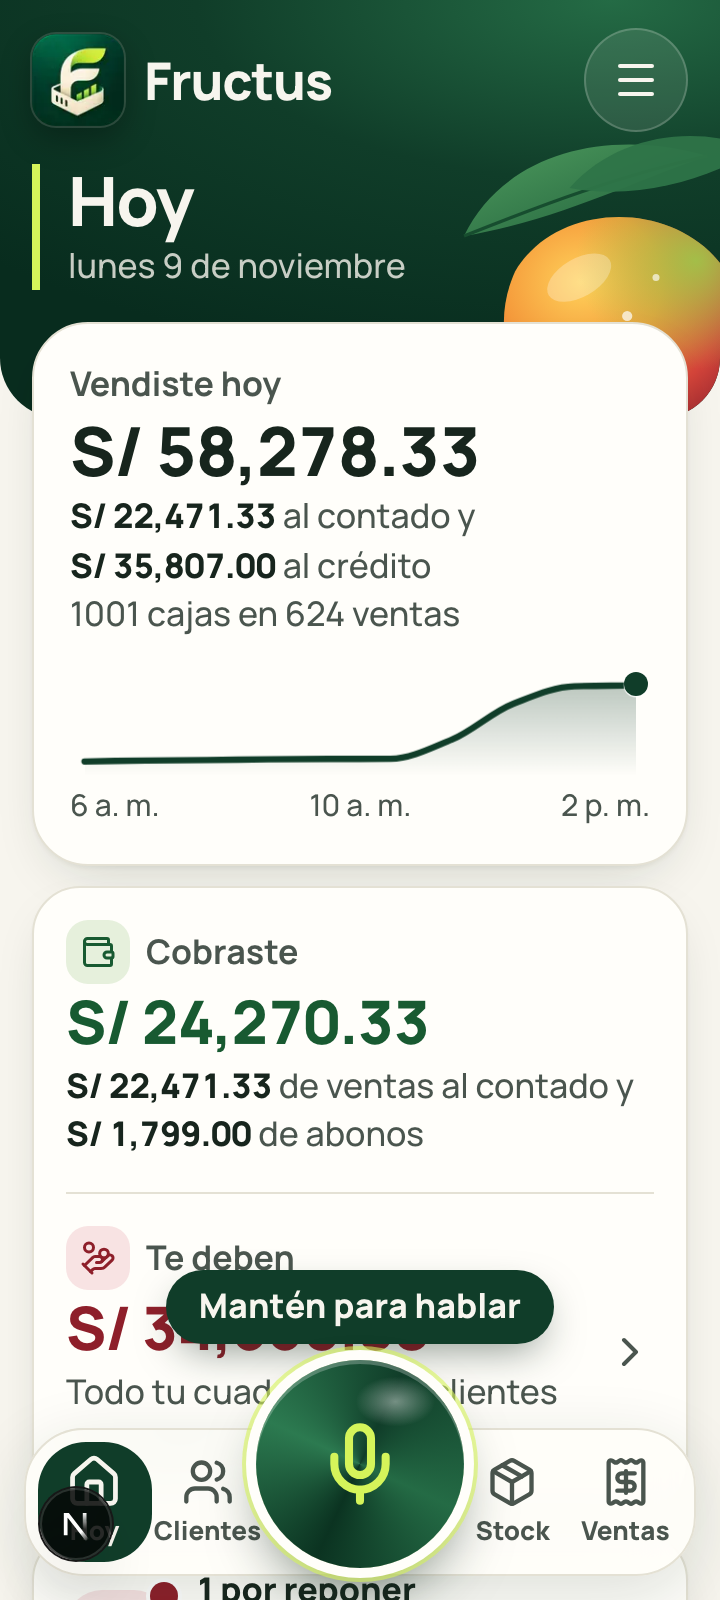 Fructus
Hoy
lunes 9 de noviembre
Vendiste hoy
S/ 58,278.33
S/ 22,471.33 al contado y
S/ 35,807.00 al crédito
1001 cajas en 624 ventas
6 a. m. 10 a. m. 2 p. m.
Cobraste
S/ 24,270.33
S/ 22,471.33 de ventas al contado y
S/ 1,799.00 de abonos
Te deben
Mantén para hablar
S/
Todo tu
Clientes Stock Ventas
N
1 por reponer